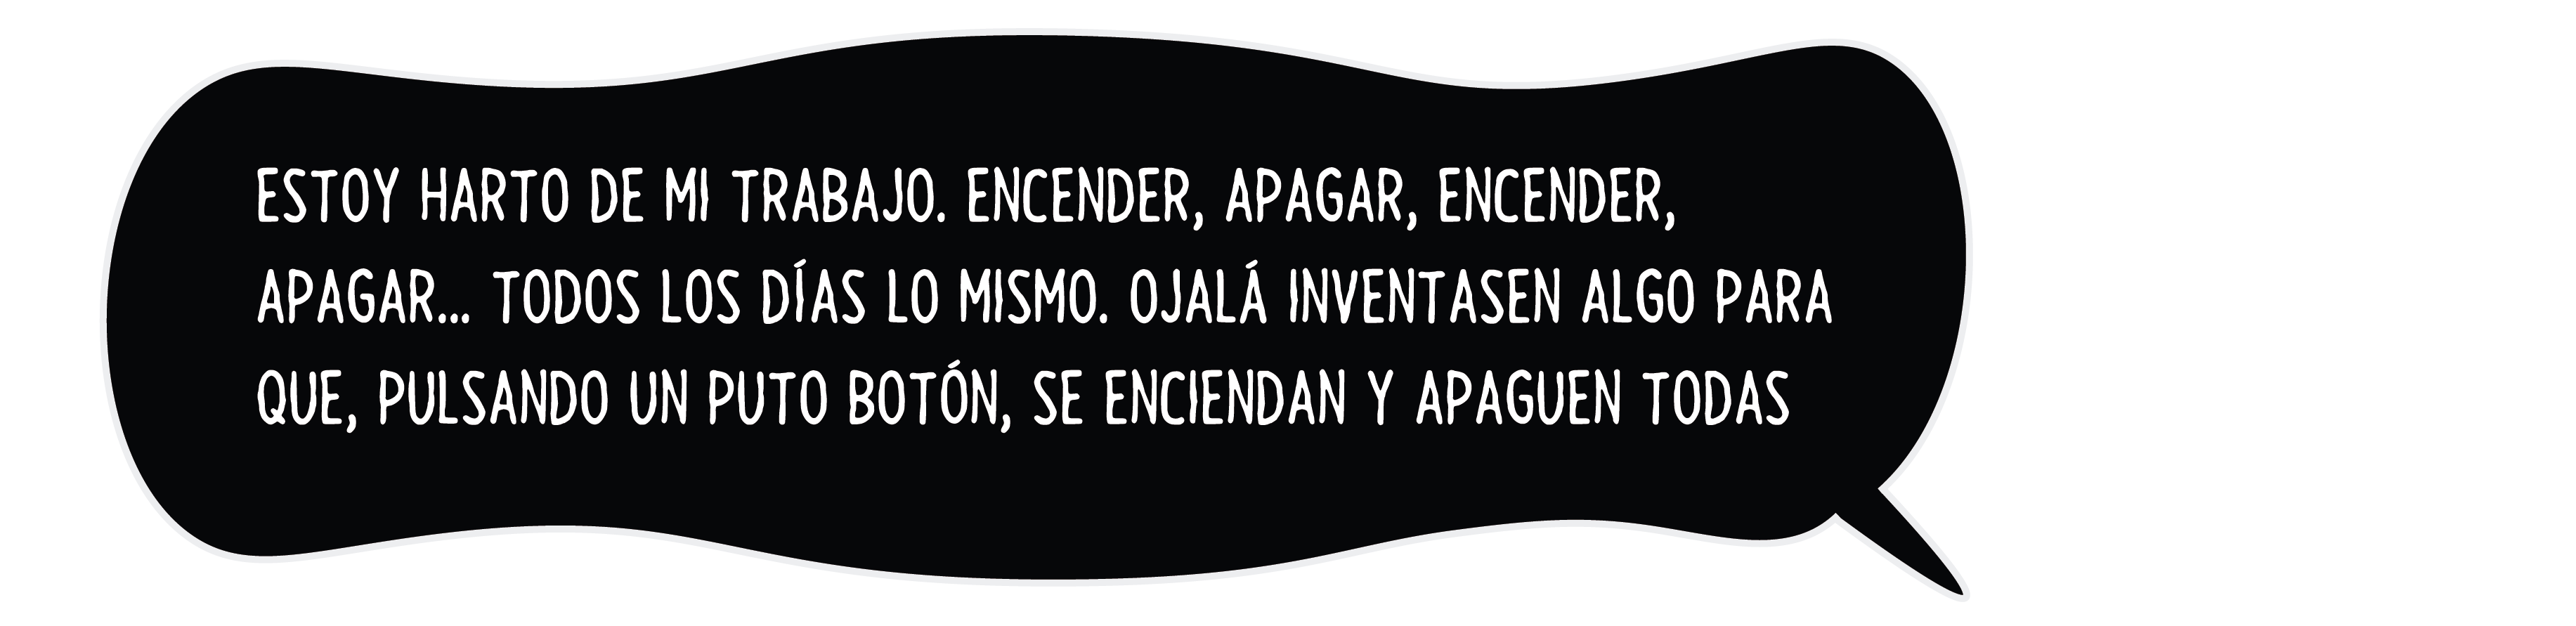 ESTOY HARTO DE MI TRABAJO. ENCENDER, APAGAR, ENCENDER,
APAGAR... TODOS LOS DÍAS LO MISMO. OJALÁ INVENTASEN ALGO PARA
QUE, PULSANDO UN PUTO BOTÓN, SE ENCIENDAN Y APAGUEN TODAS